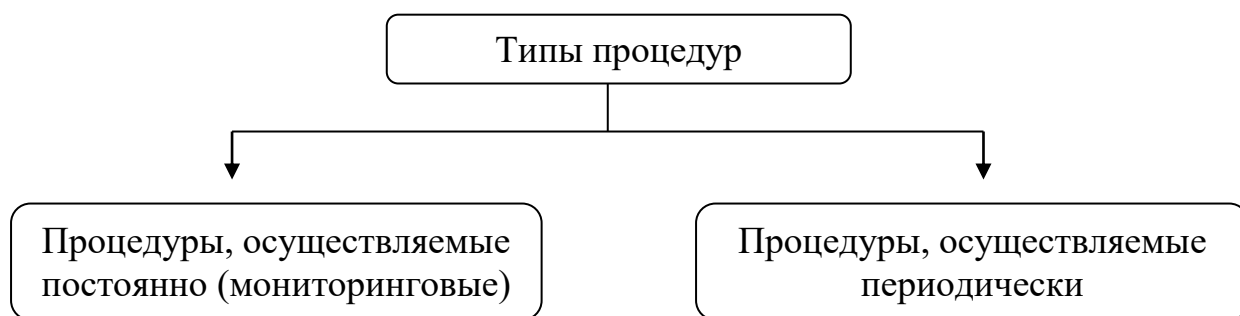 Типы процедур
Процедуры, осуществляемые
постоянно (мониторинговые)
Процедуры, осуществляемые
периодически